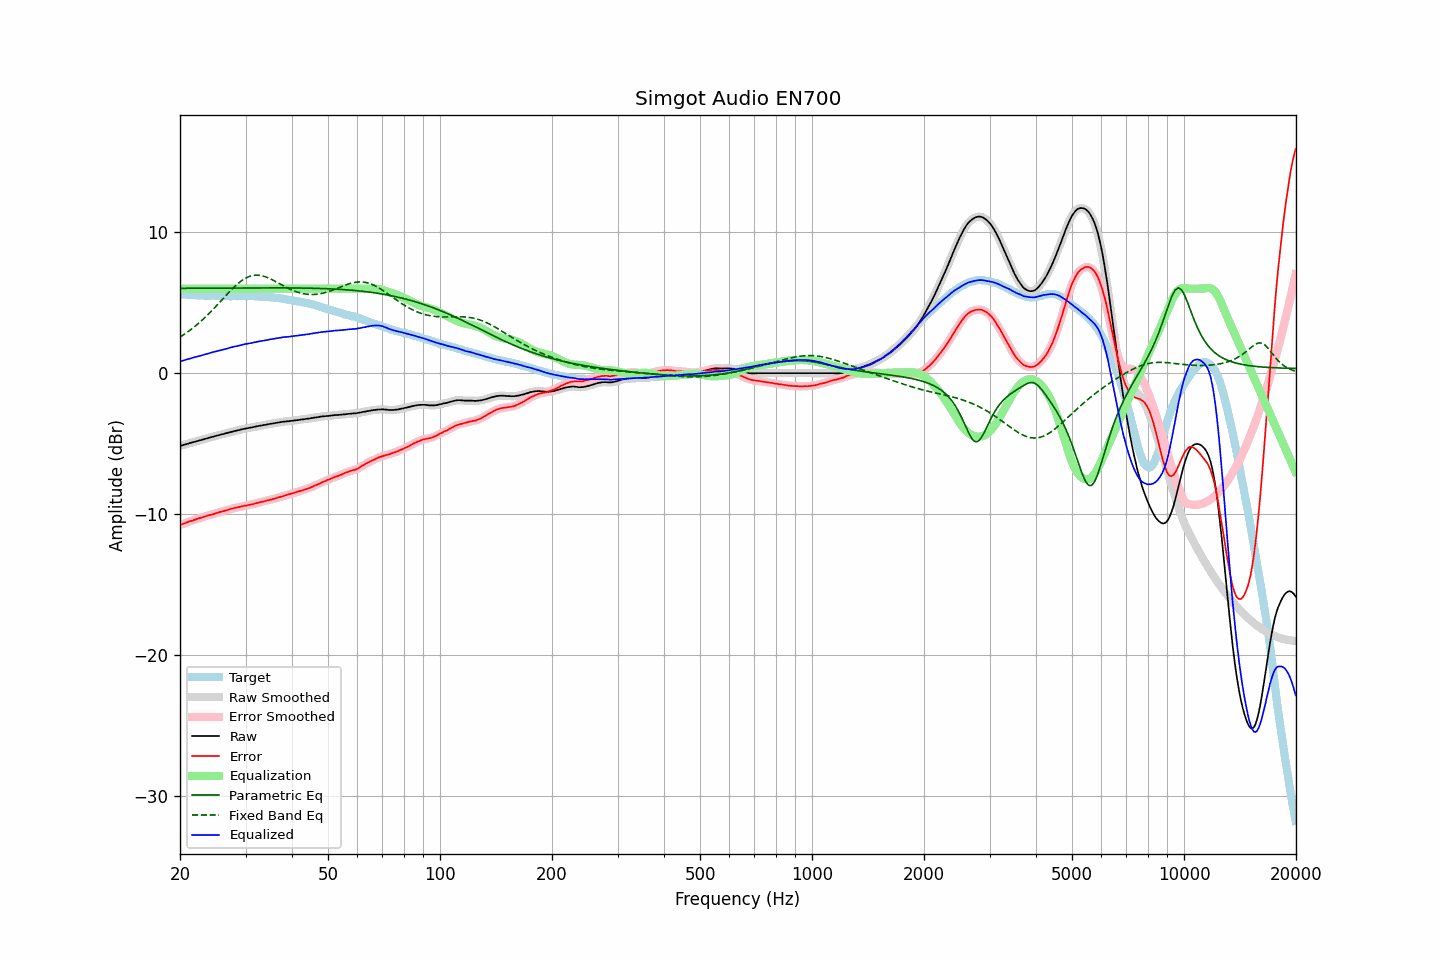 Simgot Audio EN700
Amplitude (dBr)
10
0
−10
−20
−30
Target
Raw Smoothed
Error Smoothed
Raw
Error
Equalization
Parametric Eq
Fixed Band Eq
Equalized
20 50 100 200 500 1000 2000 5000 10000 20000
Frequency (Hz)